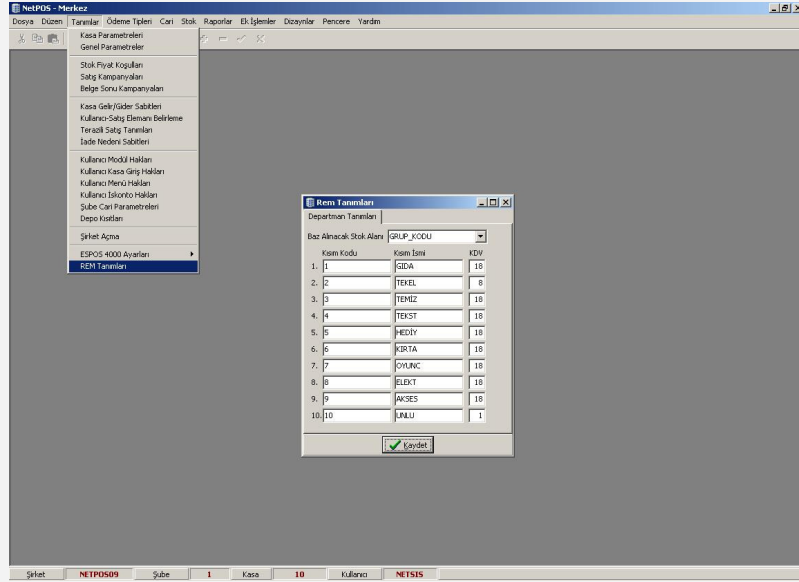 NetPOS - Merkez
Dosya Düzen Tanımlar Ödeme Tipleri Cari Stok Raporlar Ek İşlemler Dizaynlar Pencere Yardım
Kasa Parametreleri
Genel Parametreler
Stok Fiyat Koşulları
Satış Kampanyaları
Belge Sonu Kampanyaları
Kasa Gelir/Gider Sabitleri
Kullanıcı-Satış Elemanı Belirleme
Terazili Satış Tanımları
İade Nedeni Sabitleri
Kullanıcı Modül Hakları
Kullanıcı Kasa Giriş Hakları
Kullanıcı Menü Hakları
Kullanıcı İskonto Hakları
Şube Cari Parametreleri
Depo Kısıtları
Şirket Açma
ESPOS 4000 Ayarları
REM Tanımları
Rem Tanımları
Departman Tanımları
Baz Alınacak Stok Alanı GRUP_KODU
Kısım Kodu Kısım İsmi KDV
1. 1 GIDA 18
2. 2 TEKEL 8
3. 3 TEMİZ 18
4. 4 TEKST 18
5. 5 HEDİY 18
6. 6 KIRTA 18
7. 7 OYUNC 18
8. 8 ELEKT 18
9. 9 AKSES 18
10. 10 UNLU 1
Kaydet
Şirket NETPOS09 Şube 1 Kasa 10 Kullanıcı NETSIS